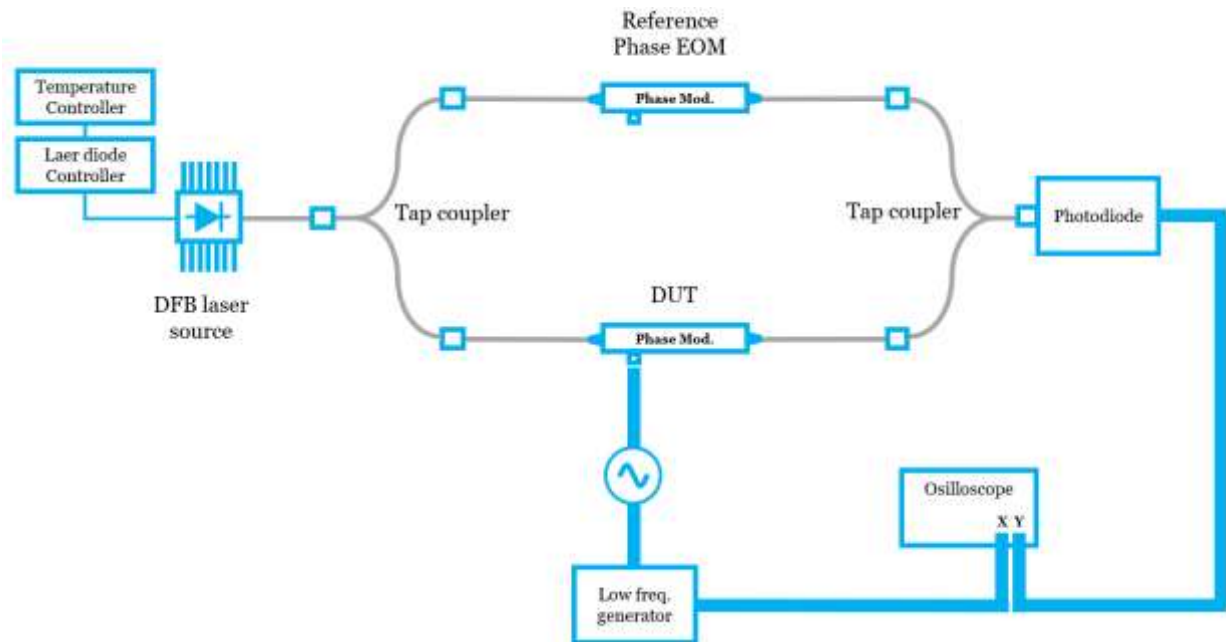 Reference
Phase EOM
Temperature
Controller
Phase Mod.
Laer diode
Controller
Tap coupler
Tap coupler
Photodiode
DFB laser
source
DUT
Phase Mod.
Osilloscope
X Y
Low freq.
generator